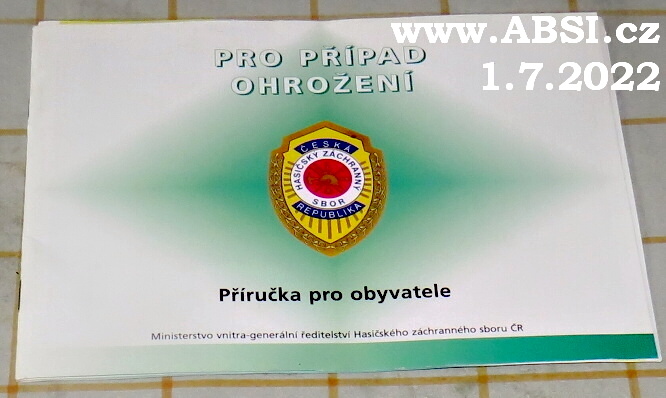 www.ABSI.cz
1.7.2022
PRO PŘÍPAD
OHROŽENÍ
ČESKÁ
HASIČSKÝ ZÁCHRANNÝ
SBOR
REPUBLIKA
Příručka pro obyvatele
Ministerstvo vnitra-generální ředitelství Hasičského záchranného sboru ČR